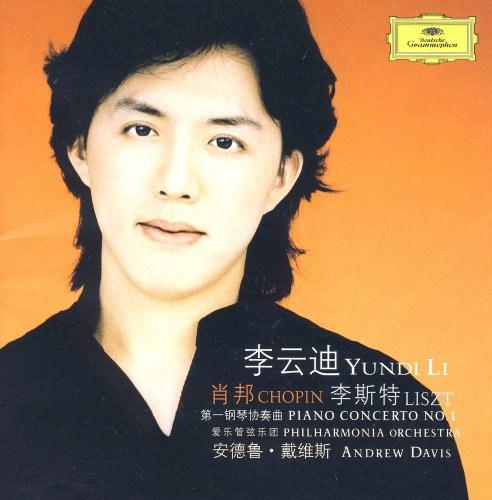 Deutsche
Grammophon
李云迪 YUNDI LI
肖邦 CHOPIN 李斯特 LISZT
第一钢琴协奏曲 PIANO CONCERTO NO.1
爱乐管弦乐团 PHILHARMONIA ORCHESTRA
安德鲁·戴维斯 ANDREW DAVIS